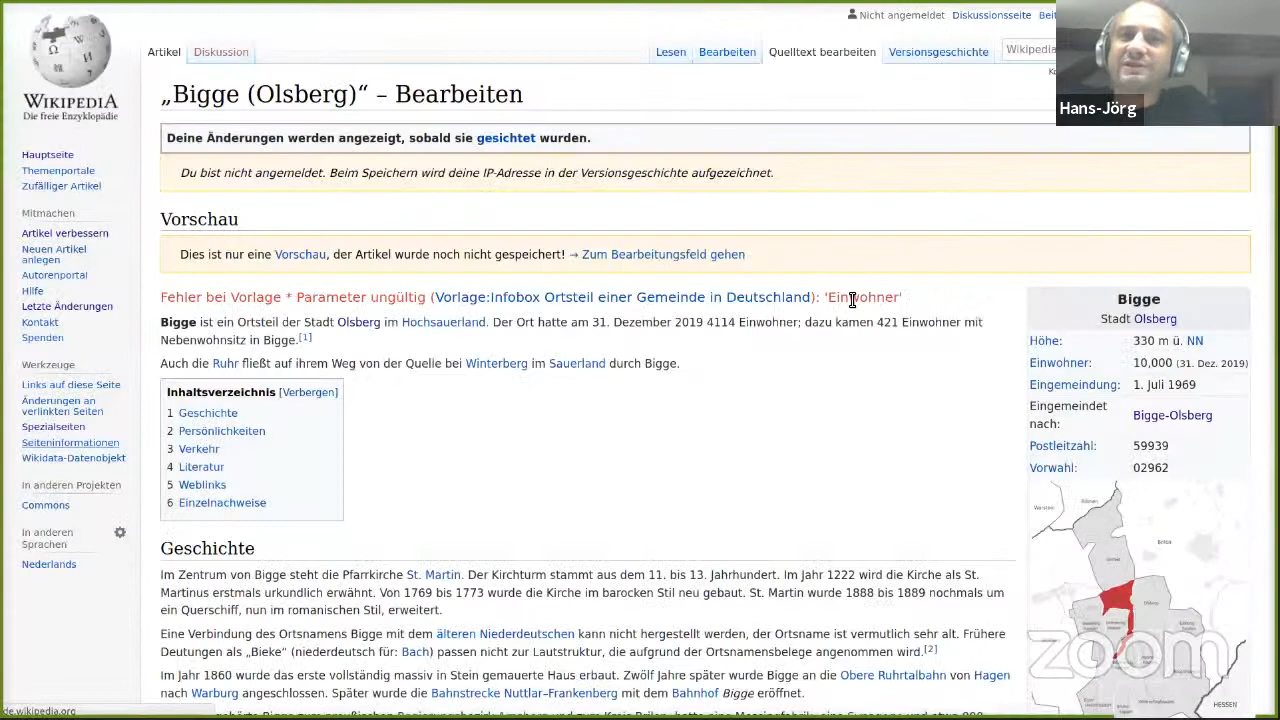 Nicht angemeldet Diskussionsseite
Artikel Diskussion Lesen Bearbeiten Quelltext bearbeiten Versionsgeschichte
WIKIPEDIA
Die freie Enzyklopädie
Hans-Jörg
„Bigge (Olsberg)“ – Bearbeiten
Deine Änderungen werden angezeigt, sobald sie gesichtet wurden.
Du bist nicht angemeldet. Beim Speichern wird deine IP-Adresse in der Versionsgeschichte aufgezeichnet.
Hauptseite
Themenportale
Zufälliger Artikel
Mitmachen
Artikel verbessern
Neuen Artikel
anlegen
Autorenportal
Hilfe
Letzte Änderungen
Kontakt
Spenden
Werkzeuge
Links auf diese Seite
Änderungen an
verlinkten Seiten
Spezialseiten
Seiteninformationen
Wikidata-Datenobjekt
In anderen Projekten
Commons
In anderen
Sprachen
Nederlands
Vorschau
Dies ist nur eine Vorschau, der Artikel wurde noch nicht gespeichert! → Zum Bearbeitungsfeld gehen
Fehler bei Vorlage * Parameter ungültig (Vorlage:Infobox Ortsteil einer Gemeinde in Deutschland): 'Einwohner'
Bigge ist ein Ortsteil der Stadt Olsberg im Hochsauerland. Der Ort hatte am 31. Dezember 2019 4114 Einwohner; dazu kamen 421 Einwohner mit
Nebenwohnsitz in Bigge.[1]
Auch die Ruhr fließt auf ihrem Weg von der Quelle bei Winterberg im Sauerland durch Bigge.
Inhaltsverzeichnis [Verbergen]
1 Geschichte
2 Persönlichkeiten
3 Verkehr
4 Literatur
5 Weblinks
6 Einzelnachweise
Bigge
Stadt Olsberg
Höhe: 330 m ü. NN
Einwohner: 10,000 (31. Dez. 2019)
Eingemeindung: 1. Juli 1969
Eingemeindet
nach: Bigge-Olsberg
Postleitzahl: 59939
Vorwahl: 02962
HESSEN
zoom
Geschichte
Im Zentrum von Bigge steht die Pfarrkirche St. Martin. Der Kirchturm stammt aus dem 11. bis 13. Jahrhundert. Im Jahr 1222 wird die Kirche als St.
Martinus erstmals urkundlich erwähnt. Von 1769 bis 1773 wurde die Kirche im barocken Stil neu gebaut. St. Martin wurde 1888 bis 1889 nochmals um
ein Querschiff, nun im romanischen Stil, erweitert.
Eine Verbindung des Ortsnamens Bigge mit dem älteren Niederdeutschen kann nicht hergestellt werden, der Ortsname ist vermutlich sehr alt. Frühere
Deutungen als „Bieke“ (niederdeutsch für: Bach) passen nicht zur Lautstruktur, die aufgrund der Ortsnamensbelege angenommen wird.[2]
Im Jahr 1860 wurde das erste vollständig massiv in Stein gemauerte Haus erbaut. Zwölf Jahre später wurde Bigge an die Obere Ruhrtalbahn von Hagen
nach Warburg angeschlossen. Später wurde die Bahnstrecke Nuttlar–Frankenberg mit dem Bahnhof Bigge eröffnet.
de.wikipedia.org